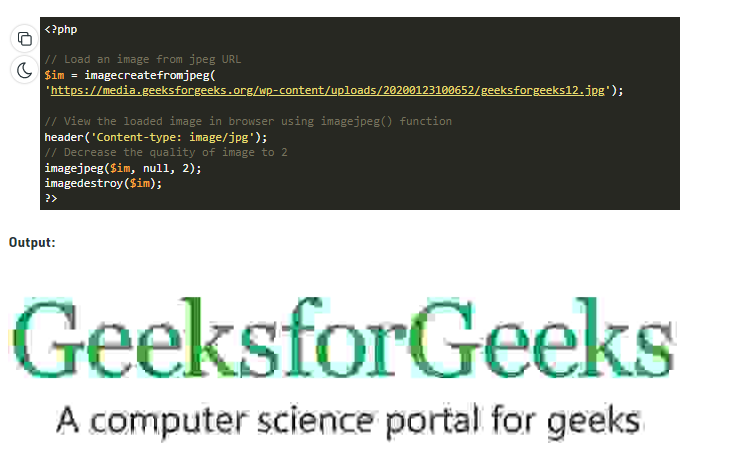 <?php
// Load an image from jpeg URL
$im = imagecreatefromjpeg(
'https://media.geeksforgeeks.org/wp-content/uploads/20200123100652/geeksforgeeks12.jpg');
// View the loaded image in browser using imagejpeg() function
header('Content-type: image/jpg');
// Decrease the quality of image to 2
imagejpeg($im, null, 2);
imagedestroy($im);
?>
Output:
GeeksforGeeks
A computer science portal for geeks